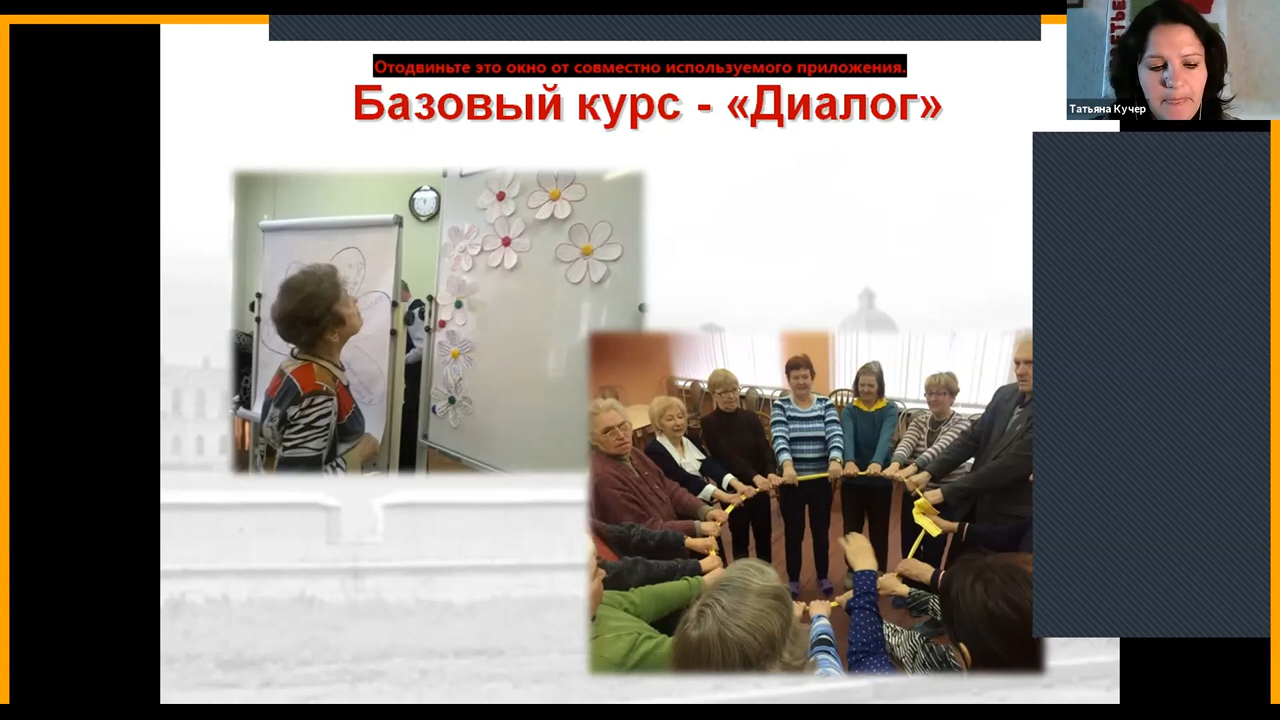 Отодвиньте это окно от совместно используемого приложения.
Базовый курс - «Диалог»
Татьяна Кучер